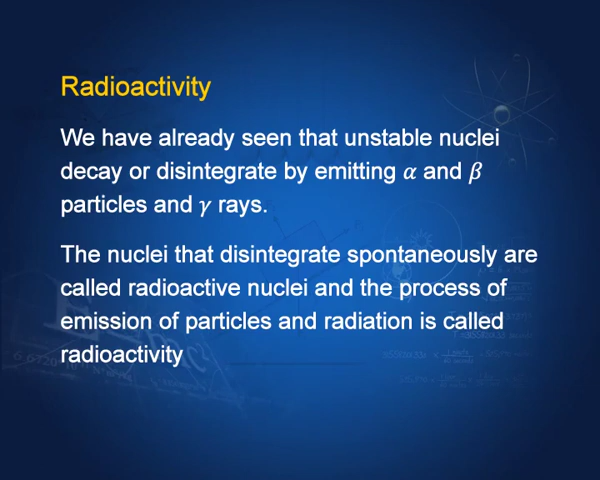 Radioactivity
We have already seen that unstable nuclei
decay or disintegrate by emitting α and β
particles and γ rays.
The nuclei that disintegrate spontaneously are
called radioactive nuclei and the process of
emission of particles and radiation is called
radioactivity